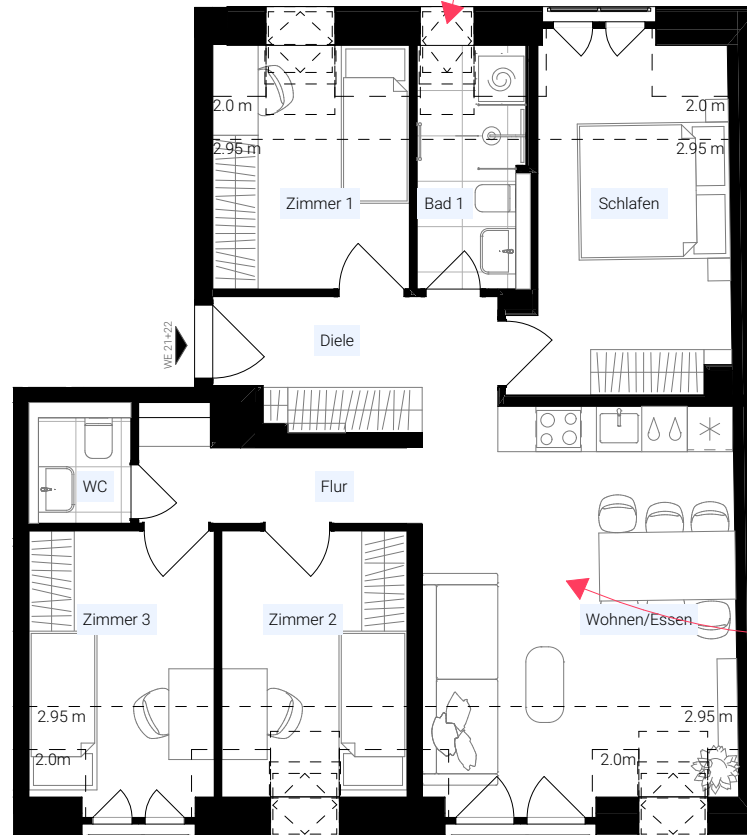 2.0 m
2.0 m
2.95 m
2.95 m
Zimmer 1
Bad 1
Schlafen
WE 21+22
Diele
WC
Flur
Zimmer 3
Zimmer 2
Wohnen/Essen
2.95 m
2.95 m
2.0m
2.0m